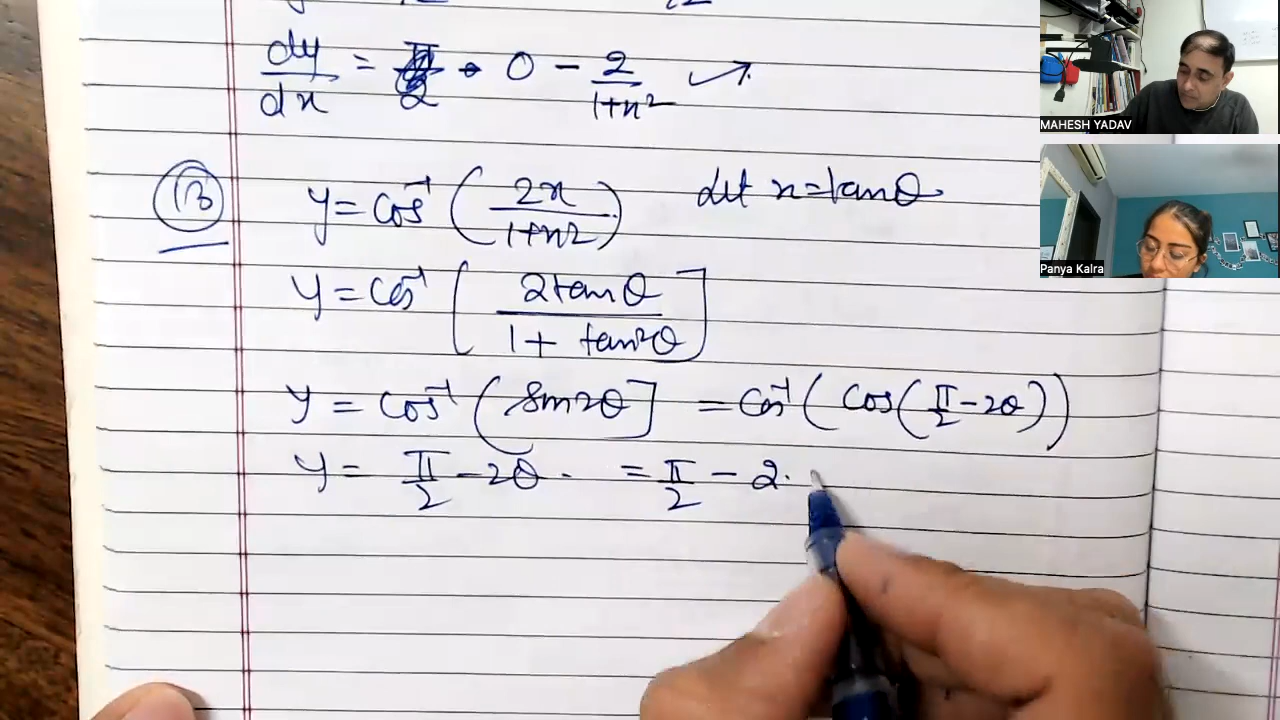 dy/dx = 0 - 2/1+x²
MAHESH YADAV
Panya Kalra
13 y = cos⁻¹ ( 2x/1+x² ) let x = tanθ
y = cos⁻¹ [ 2tanθ/1 + tan²θ ]
y = cos⁻¹ ( sin2θ ] = cos⁻¹ ( cos ( π/2 - 2θ ) )
y = π/2 - 2θ . = π/2 - 2 .